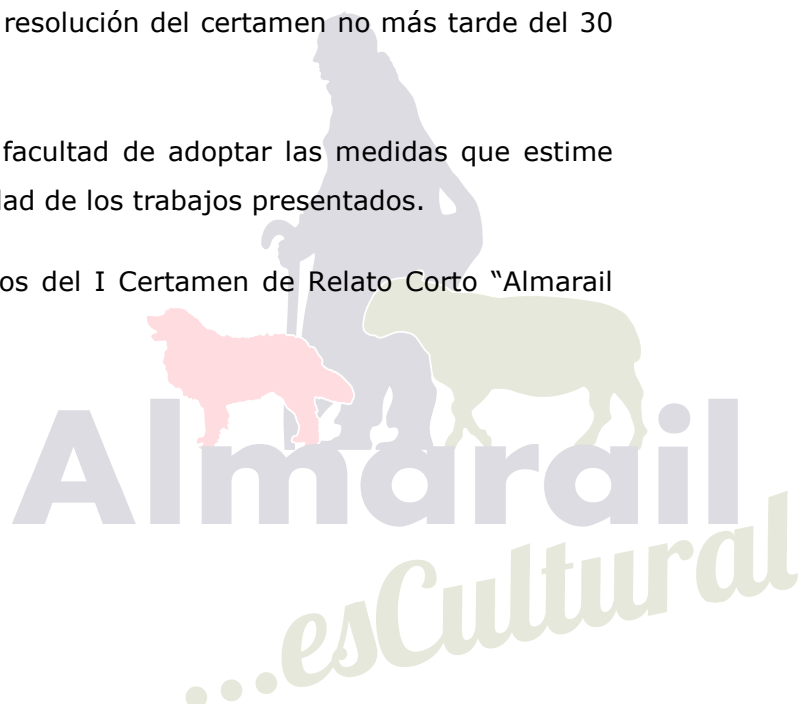 resolución del certamen no más tarde del 30
facultad de adoptar las medidas que estime
dad de los trabajos presentados.
os del I Certamen de Relato Corto “Almarail
Almarail
...esCultural